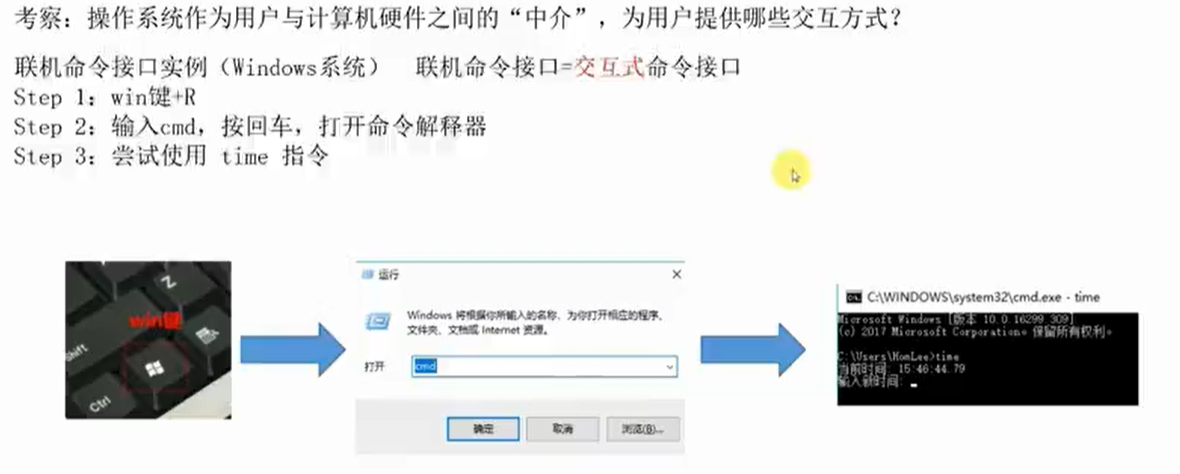 考察：操作系统作为用户与计算机硬件之间的“中介”，为用户提供哪些交互方式？
联机命令接口实例（Windows系统）　联机命令接口=交互式命令接口
Step 1：win键+R
Step 2：输入cmd，按回车，打开命令解释器
Step 3：尝试使用 time 指令
Z
win键
Shift
Ctrl
运行
Windows 将根据你所输入的名称，为你打开相应的程序、
文件夹、文档或 Internet 资源。
打开
cmd
确定
取消
浏览(B)...
C:\WINDOWS\system32\cmd.exe - time
Microsoft Windows [版本 10.0.16299.309]
(c) 2017 Microsoft Corporation。保留所有权利。
C:\Users\HomLee>time
当前时间: 15:46:44.79
输入新时间: